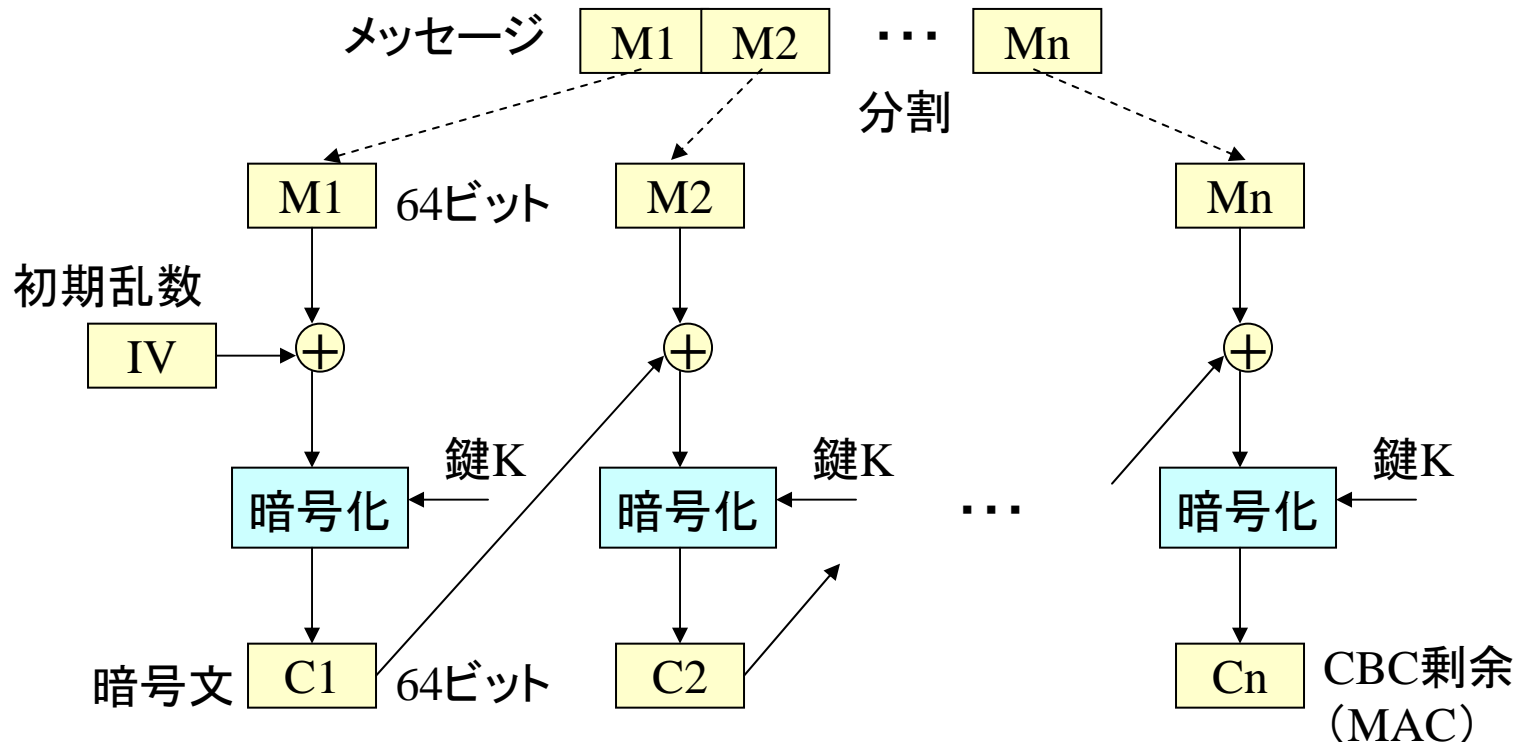 メッセージ M1 M2 ・・・ Mn
分割
M1 64ビット M2 Mn
初期乱数
IV + + +
鍵K 鍵K 鍵K
暗号化 暗号化 ・・・ 暗号化
暗号文 C1 64ビット C2 Cn CBC剰余
(MAC)